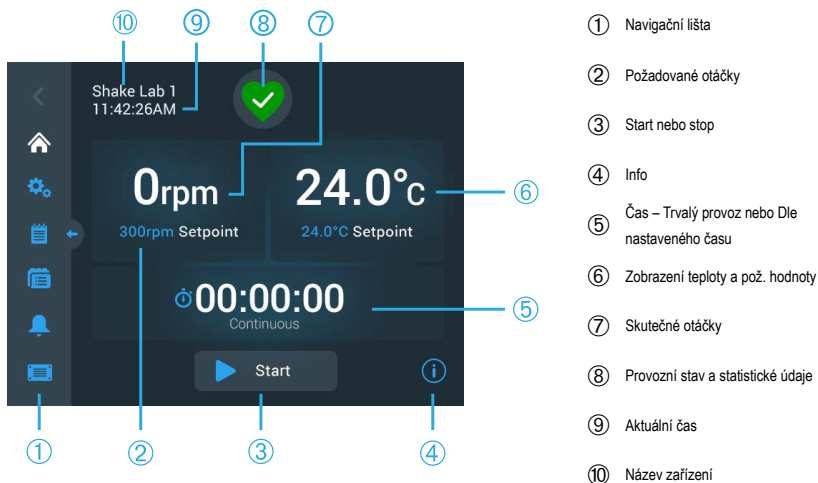 ⑩ ⑨ ⑧ ⑦
Shake Lab 1
11:42:26AM
0rpm
300rpm Setpoint
24.0°C
24.0°C Setpoint
⑥
00:00:00
Continuous
⑤
Start
① ② ③ ④
① Navigační lišta
② Požadované otáčky
③ Start nebo stop
④ Info
⑤ Čas – Trvalý provoz nebo Dle
nastaveného času
⑥ Zobrazení teploty a pož. hodnoty
⑦ Skutečné otáčky
⑧ Provozní stav a statistické údaje
⑨ Aktuální čas
⑩ Název zařízení